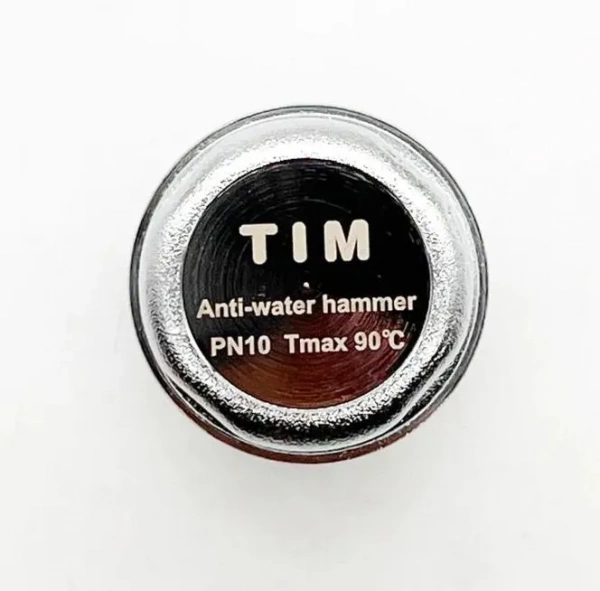 TIM
Anti-water hammer
PN10 Tmax 90℃